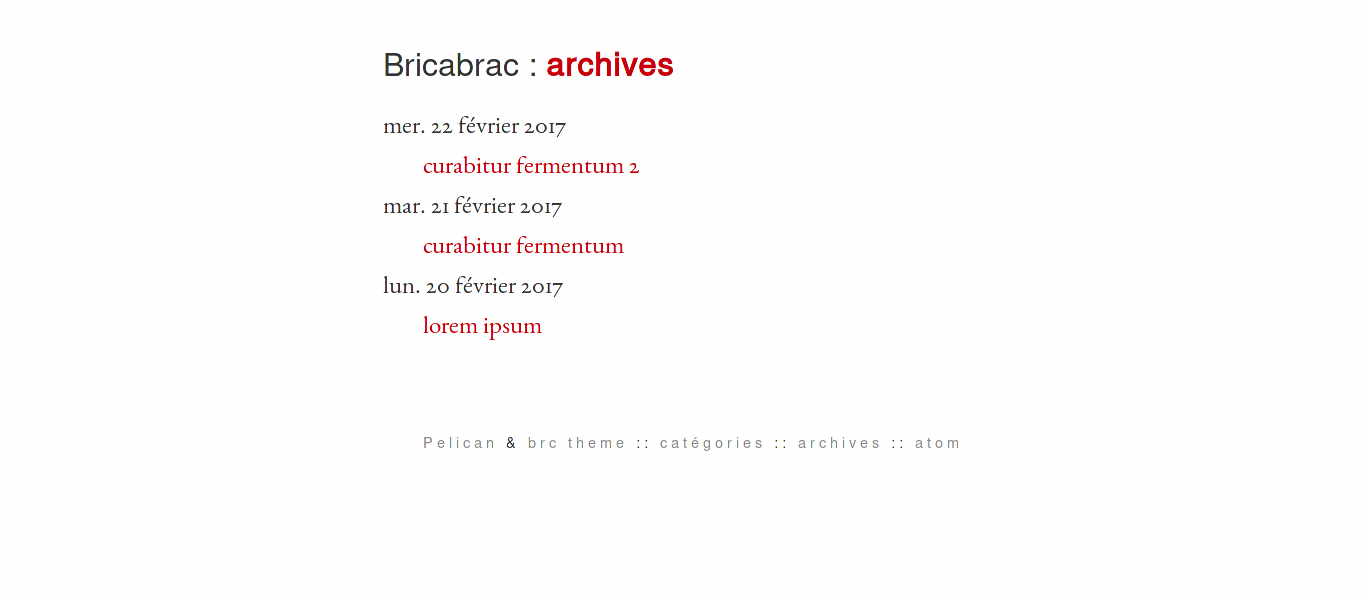 Bricabrac : archives
mer. 22 février 2017
curabitur fermentum 2
mar. 21 février 2017
curabitur fermentum
lun. 20 février 2017
lorem ipsum
Pelican & brc theme :: catégories :: archives :: atom